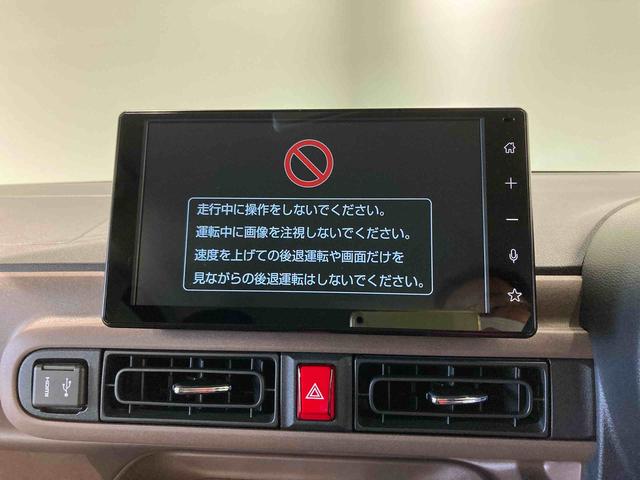 走行中に操作をしないでください。
運転中に画像を注視しないでください。
速度を上げての後退運転や画面だけを
見ながらの後退運転はしないでください。
HDMI